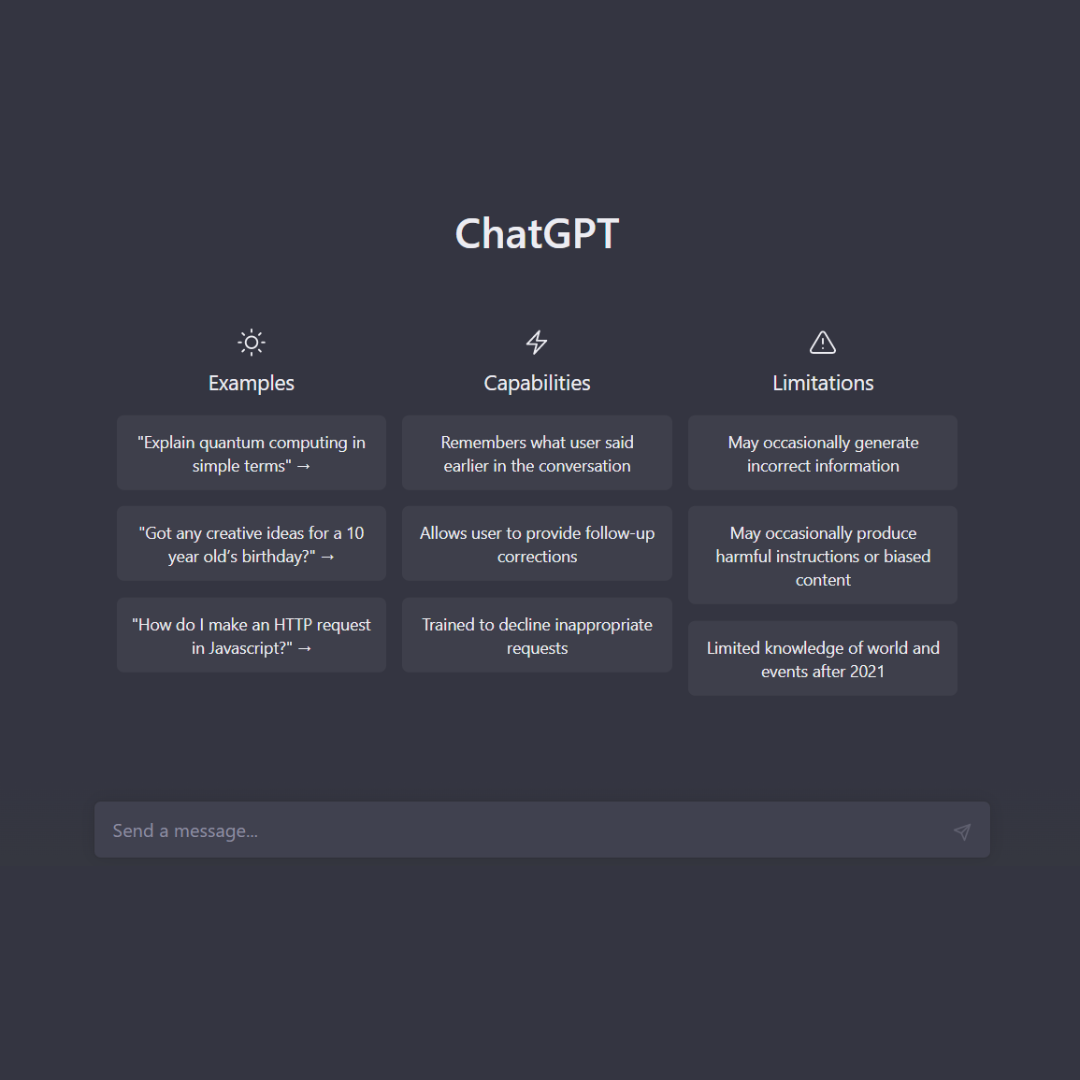 ChatGPT
Examples
"Explain quantum computing in
simple terms" →
"Got any creative ideas for a 10
year old’s birthday?" →
"How do I make an HTTP request
in Javascript?" →
Capabilities
Remembers what user said
earlier in the conversation
Allows user to provide follow-up
corrections
Trained to decline inappropriate
requests
Limitations
May occasionally generate
incorrect information
May occasionally produce
harmful instructions or biased
content
Limited knowledge of world and
events after 2021
Send a message...